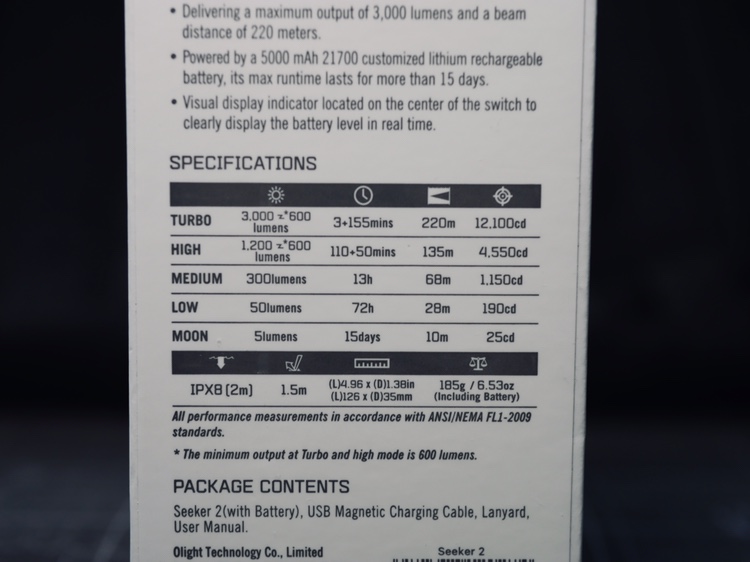 • Delivering a maximum output of 3,000 lumens and a beam
distance of 220 meters.
• Powered by a 5000 mAh 21700 customized lithium rechargeable
battery, its max runtime lasts for more than 15 days.
• Visual display indicator located on the center of the switch to
clearly display the battery level in real time.
SPECIFICATIONS
TURBO 3,000 ~*600 lumens 3+155mins 220m 12,100cd
HIGH 1,200 ~*600 lumens 110+50mins 135m 4,550cd
MEDIUM 300lumens 13h 68m 1,150cd
LOW 50lumens 72h 28m 190cd
MOON 5lumens 15days 10m 25cd
IPX8 (2m) 1.5m (L)4.96 x (D)1.38in 185g / 6.53oz
(L)126 x (D)35mm (Including Battery)
All performance measurements in accordance with ANSI/NEMA FL1-2009
standards.
* The minimum output at Turbo and high mode is 600 lumens.
PACKAGE CONTENTS
Seeker 2(with Battery), USB Magnetic Charging Cable, Lanyard,
User Manual.
Olight Technology Co., Limited Seeker 2